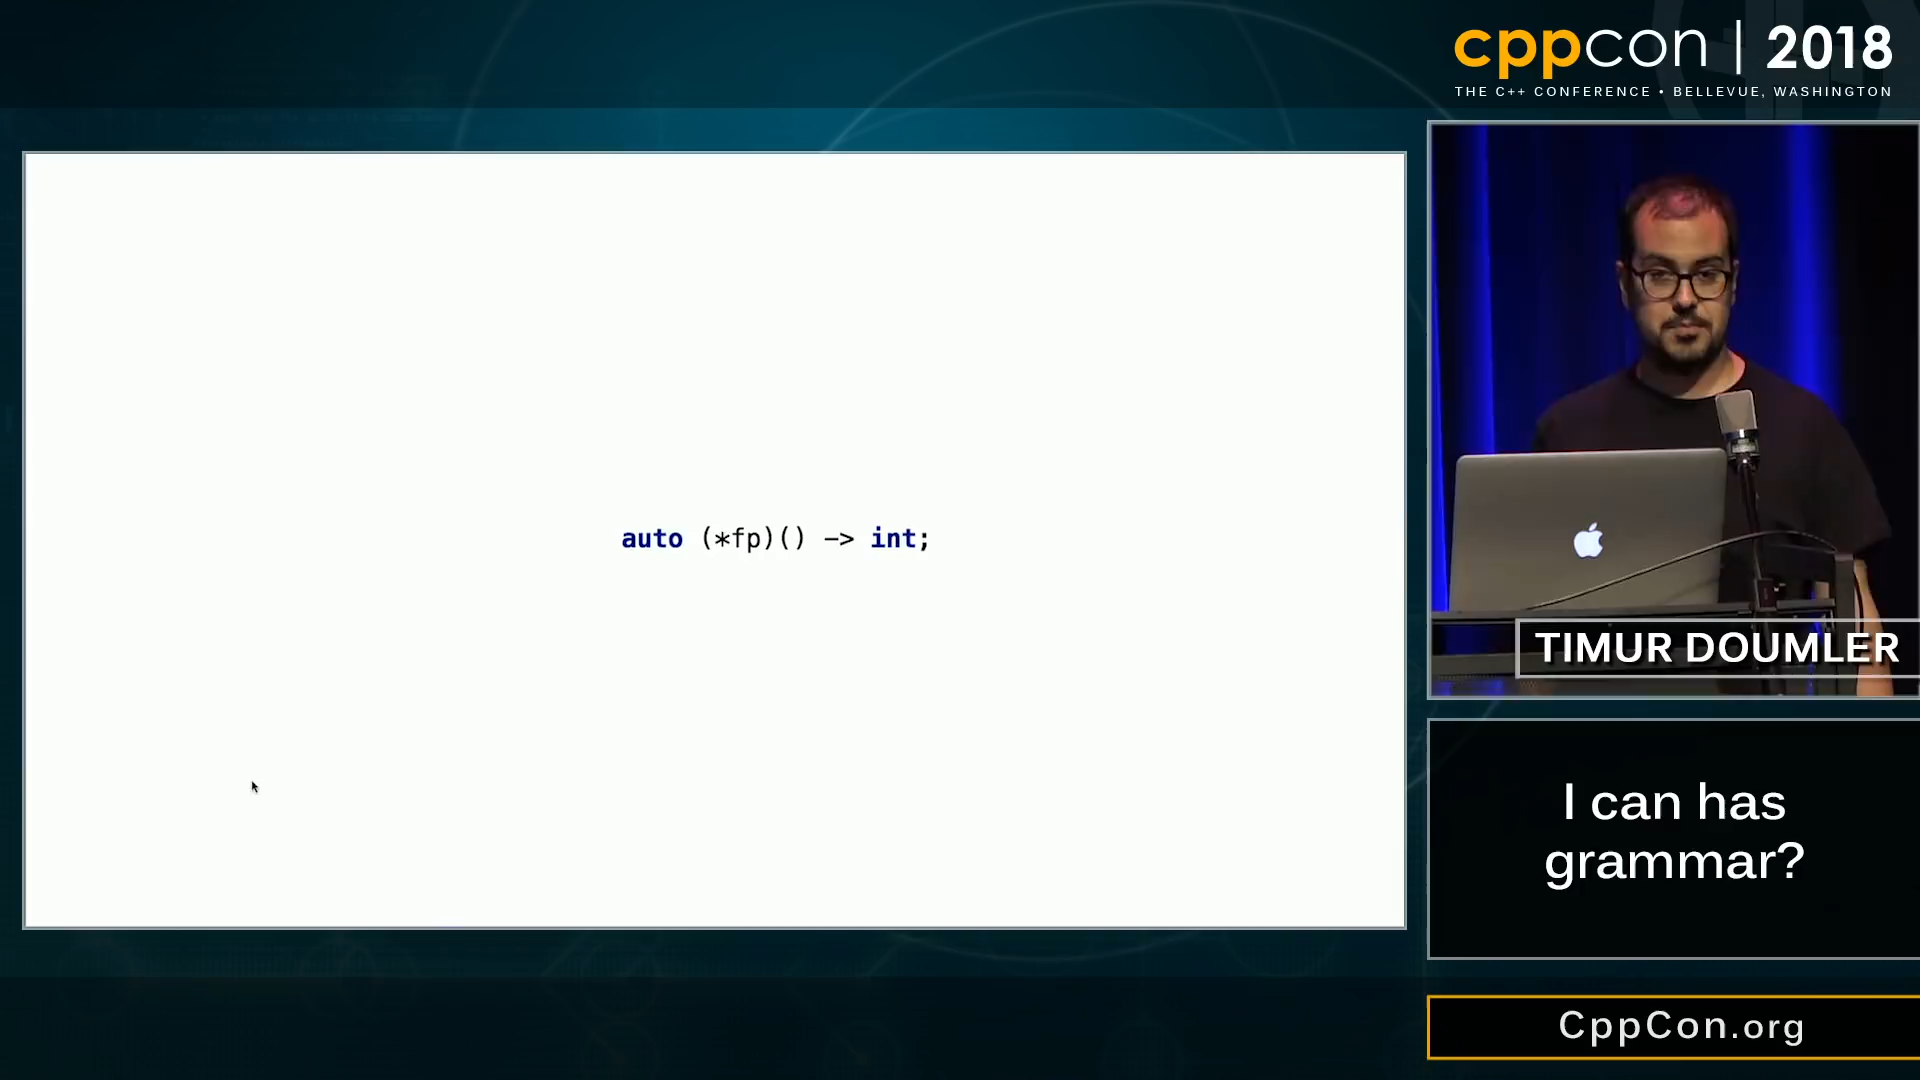 cppcon | 2018
THE C++ CONFERENCE • BELLEVUE, WASHINGTON
auto (*fp)() -> int;
TIMUR DOUMLER
I can has
grammar?
CppCon.org